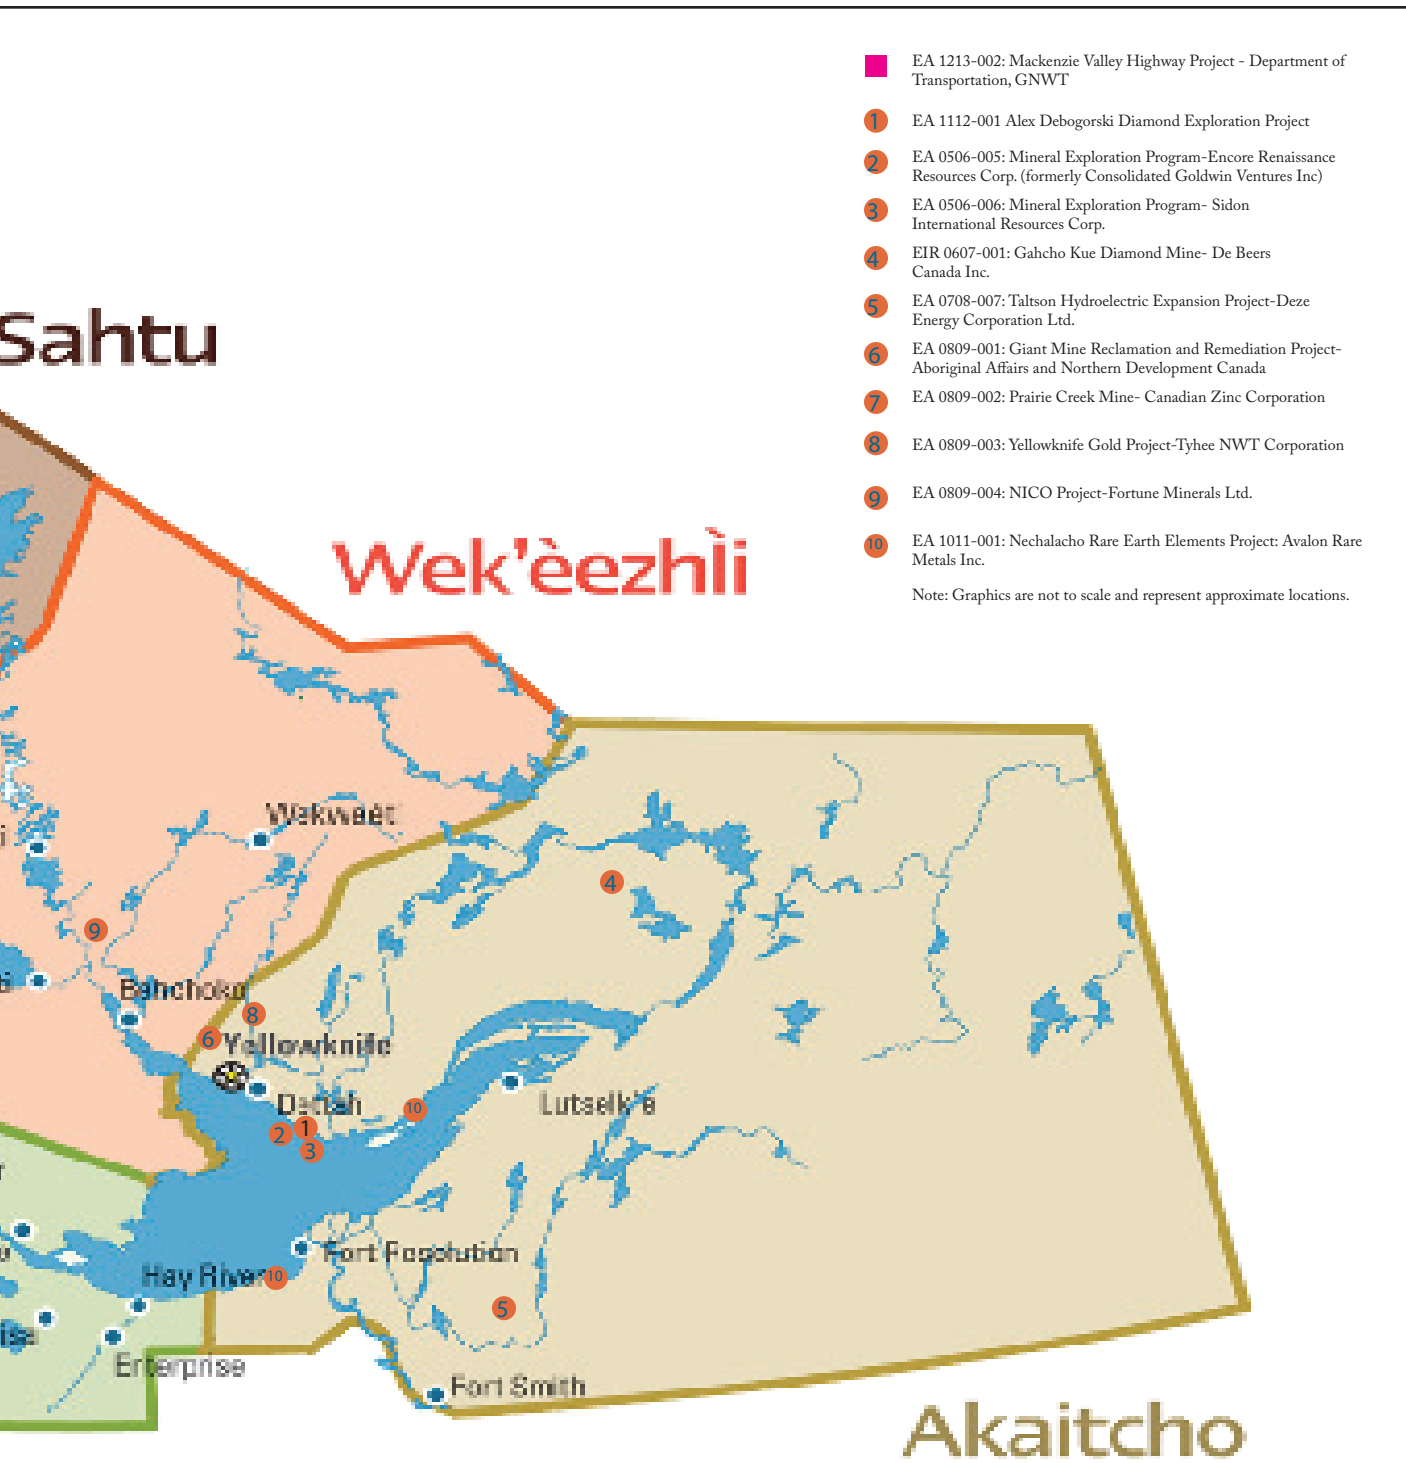 EA 1213-002: Mackenzie Valley Highway Project - Department of
Transportation, GNWT
1 EA 1112-001 Alex Debogorski Diamond Exploration Project
2 EA 0506-005: Mineral Exploration Program-Encore Renaissance
Resources Corp. (formerly Consolidated Goldwin Ventures Inc)
3 EA 0506-006: Mineral Exploration Program- Sidon
International Resources Corp.
4 EIR 0607-001: Gahcho Kue Diamond Mine- De Beers
Canada Inc.
5 EA 0708-007: Taltson Hydroelectric Expansion Project-Deze
Energy Corporation Ltd.
6 EA 0809-001: Giant Mine Reclamation and Remediation Project-
Aboriginal Affairs and Northern Development Canada
7 EA 0809-002: Prairie Creek Mine- Canadian Zinc Corporation
8 EA 0809-003: Yellowknife Gold Project-Tyhee NWT Corporation
9 EA 0809-004: NICO Project-Fortune Minerals Ltd.
10 EA 1011-001: Nechalacho Rare Earth Elements Project: Avalon Rare
Metals Inc.
Note: Graphics are not to scale and represent approximate locations.
Sahtu
Wek'èezhÌi
Wekweètì
4
9
Behchoko
8
6
Yellowknife
Dettah
10
Lutselk'e
1
2
3
Fort Resolution
Hay River
10
5
Enterprise
Fort Smith
Akaitcho